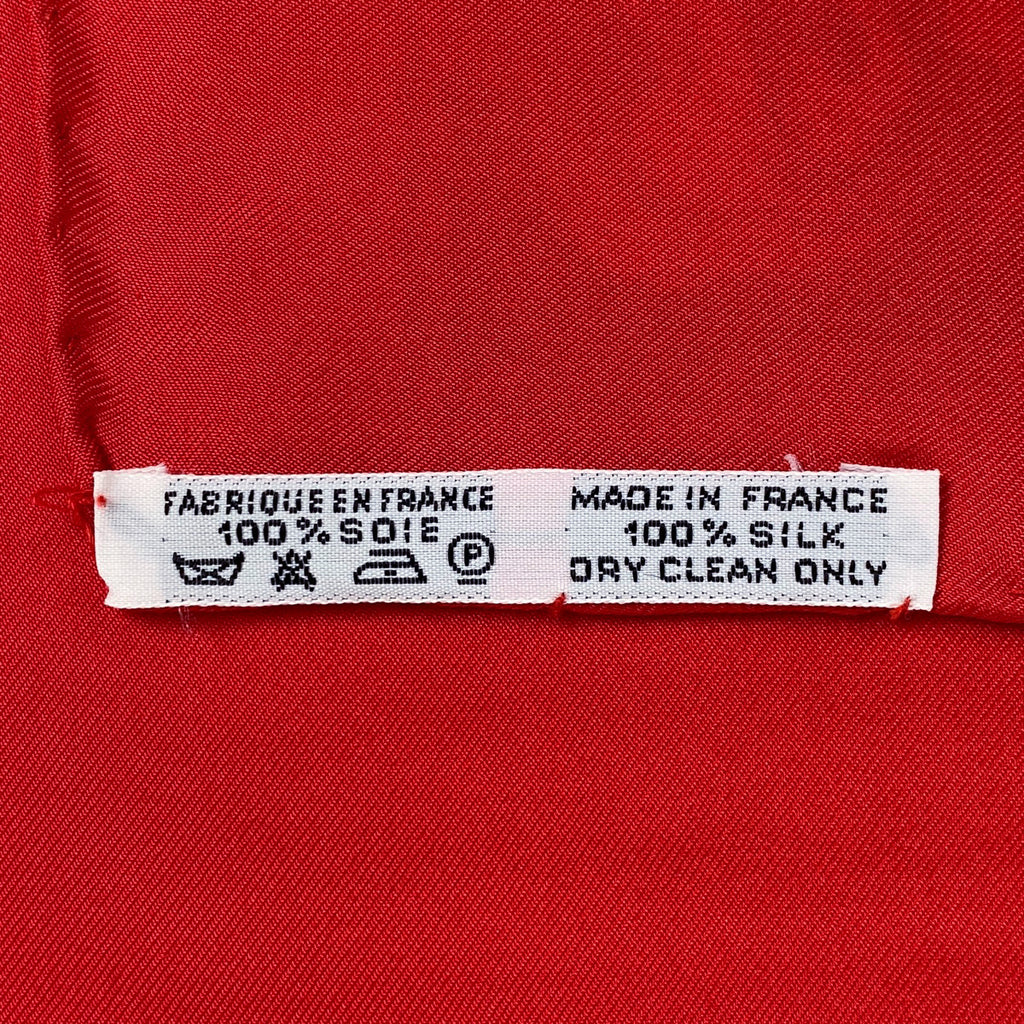 FABRIQUE EN FRANCE
100% SOIE
P
MADE IN FRANCE
100% SILK
DRY CLEAN ONLY